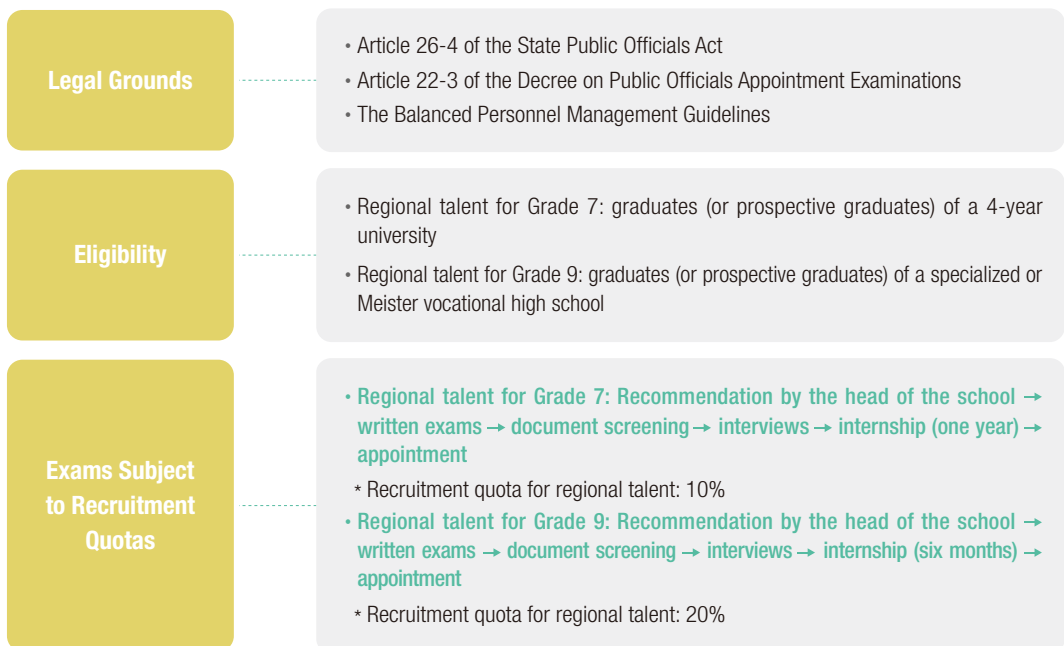 Legal Grounds
• Article 26-4 of the State Public Officials Act
• Article 22-3 of the Decree on Public Officials Appointment Examinations
• The Balanced Personnel Management Guidelines
Eligibility
• Regional talent for Grade 7: graduates (or prospective graduates) of a 4-year
university
• Regional talent for Grade 9: graduates (or prospective graduates) of a specialized or
Meister vocational high school
Exams Subject
to Recruitment
Quotas
• Regional talent for Grade 7: Recommendation by the head of the school →
written exams → document screening → interviews → internship (one year) →
appointment
* Recruitment quota for regional talent: 10%
• Regional talent for Grade 9: Recommendation by the head of the school →
written exams → document screening → interviews → internship (six months) →
appointment
* Recruitment quota for regional talent: 20%